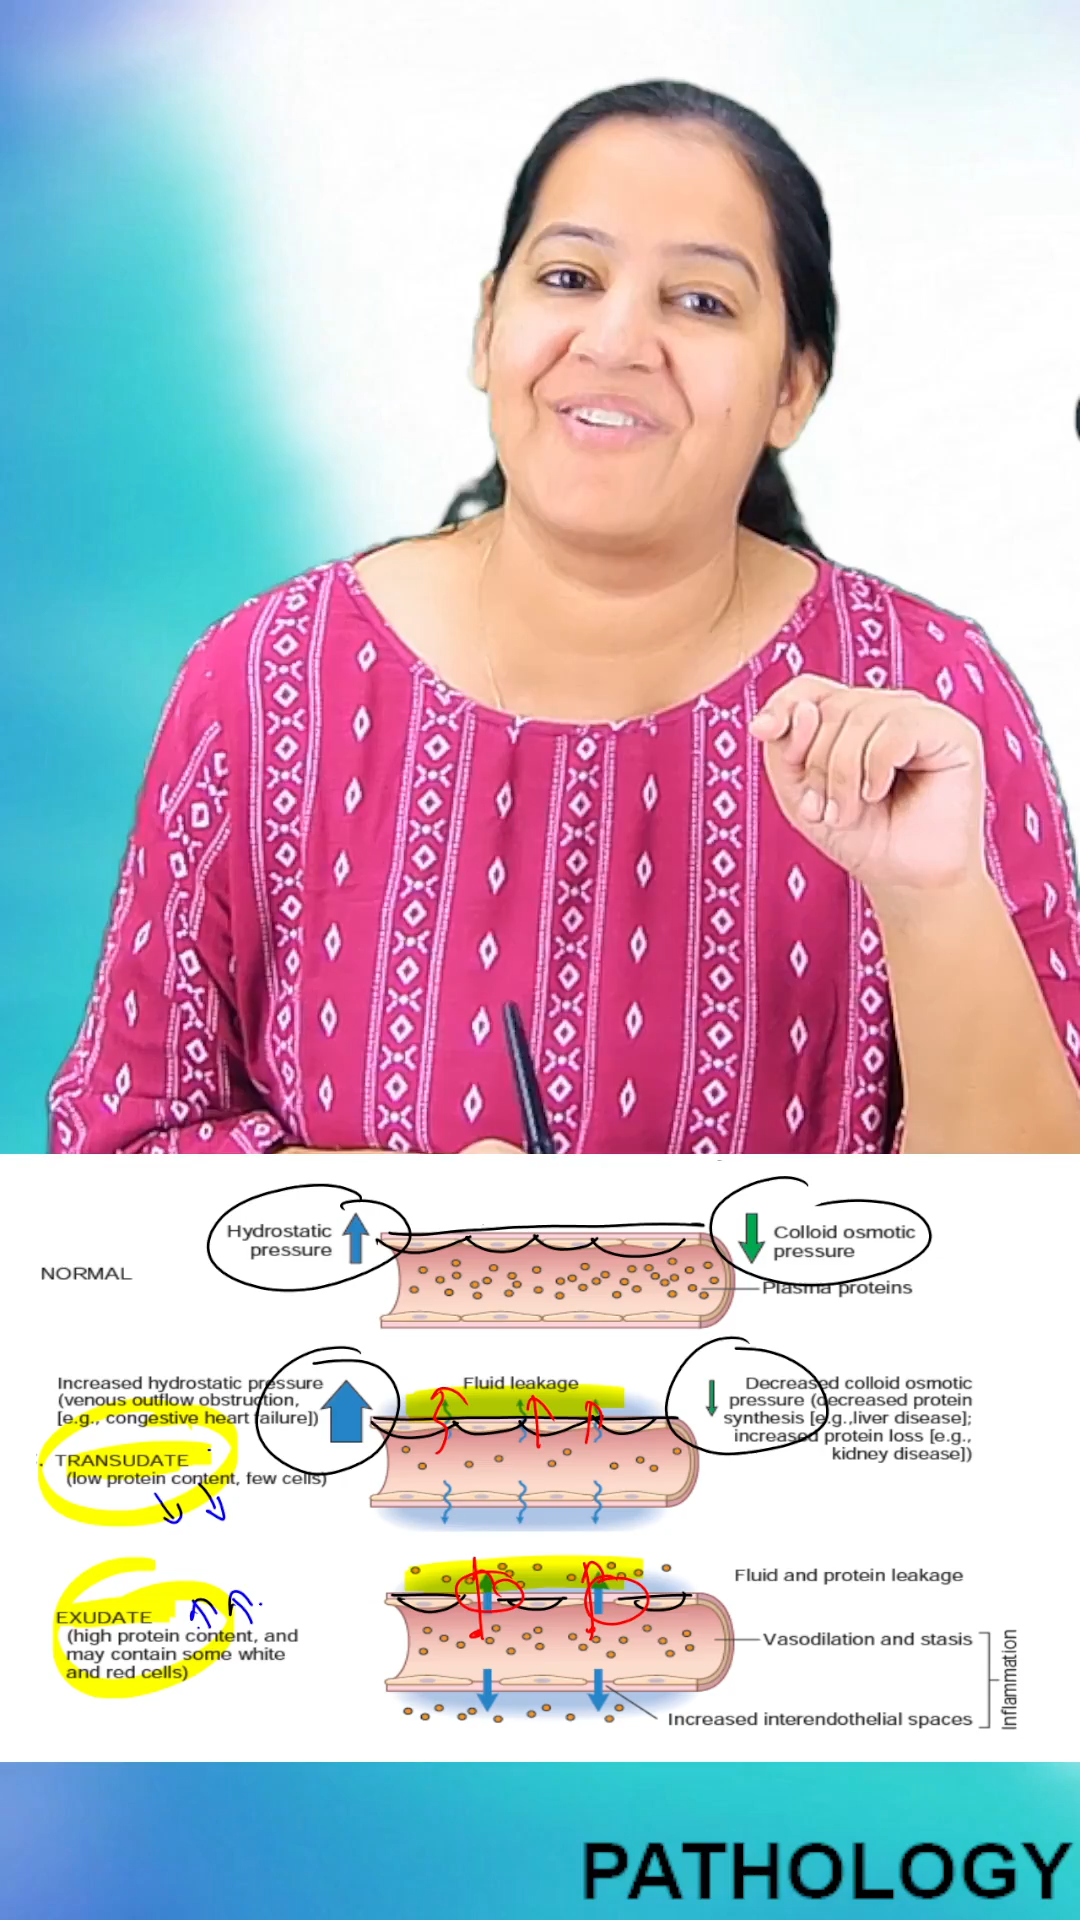 Hydrostatic
pressure
Colloid osmotic
pressure
NORMAL
Plasma proteins
Increased hydrostatic pressure
(venous outflow obstruction,
[e.g., congestive heart failure])
Fluid leakage
Decreased colloid osmotic
pressure (decreased protein
synthesis [e.g.,liver disease];
increased protein loss [e.g.,
kidney disease])
TRANSUDATE
(low protein content, few cells)
Fluid and protein leakage
EXUDATE
(high protein content, and
may contain some white
and red cells)
Vasodilation and stasis
Increased interendothelial spaces
Inflammation
PATHOLOGY